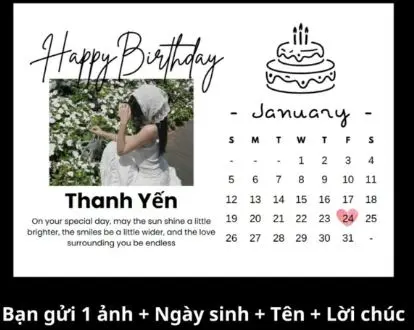 Happy Birthday
Thanh Yến
On your special day, may the sun shine a little
brighter, the smiles be a little wider, and the love
surrounding you be endless
- January -
S M T W T F S
- - - 1 2 3 4
5 6 7 8 9 10 11
12 13 14 15 16 17 18
19 20 21 22 23 24 25
26 27 28 29 30 31 -
Bạn gửi 1 ảnh + Ngày sinh + Tên + Lời chúc